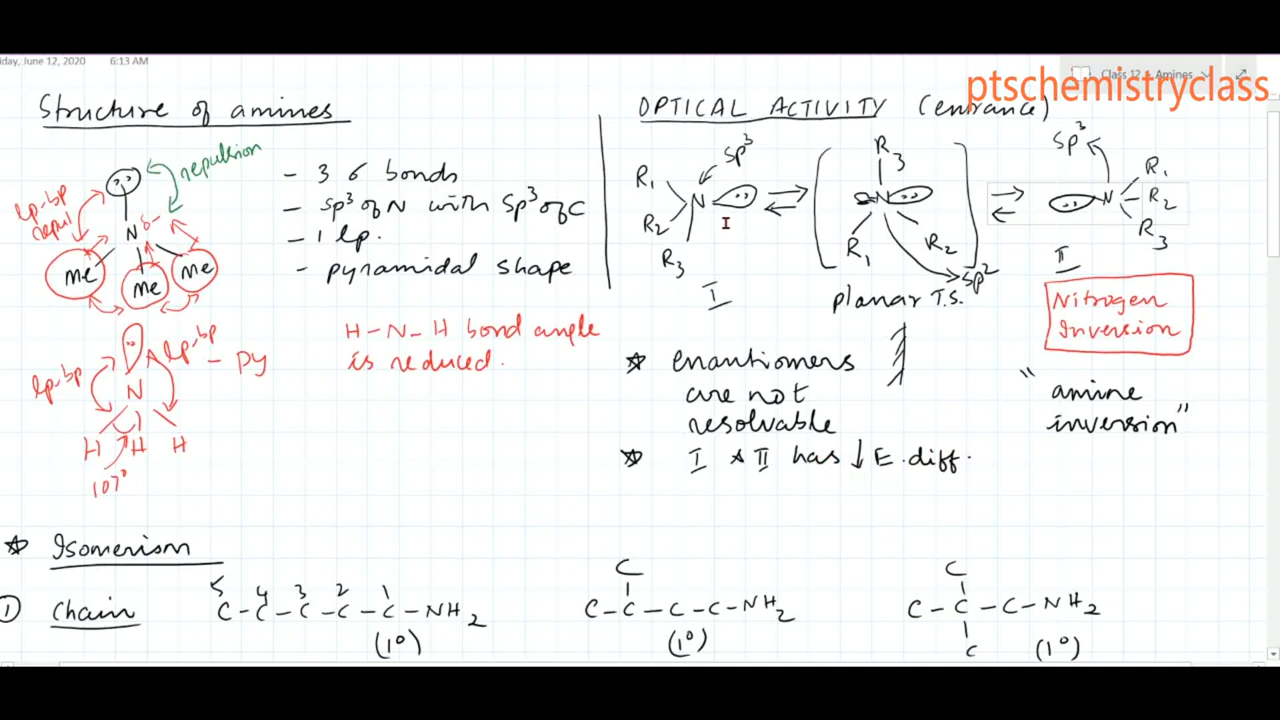 iday, June 12, 2020 6:13 AM
Class 12 - Amines
ptschemistryclass
Structure of amines
repulsion
lp-bp
repul
N δ-
Me
Me
Me
- 3 6 bonds
- sp³ of N with sp³ of C
- 1 lp.
- pyramidal shape
lp-bp
lp-bp
- Py
N
H H H
107°
H-N-H bond angle
is reduced.
OPTICAL ACTIVITY (entrance)
R₁
R₂
R₃
N
sp³
I
I
R₃
N
R₁
R₂
sp²
planar T.S.
sp³
N
R₁
R₂
R₃
II
Nitrogen
Inversion
* enantiomers
are not
resolvable
"amine
inversion"
* I & II has ↓ E. diff.
* Isomerism
① Chain
5 4 3 2 1
C-C-C-C-C-NH₂
(1°)
C
C-C-C-C-NH₂
(1°)
C
C-C-C-NH₂
C
(1°)